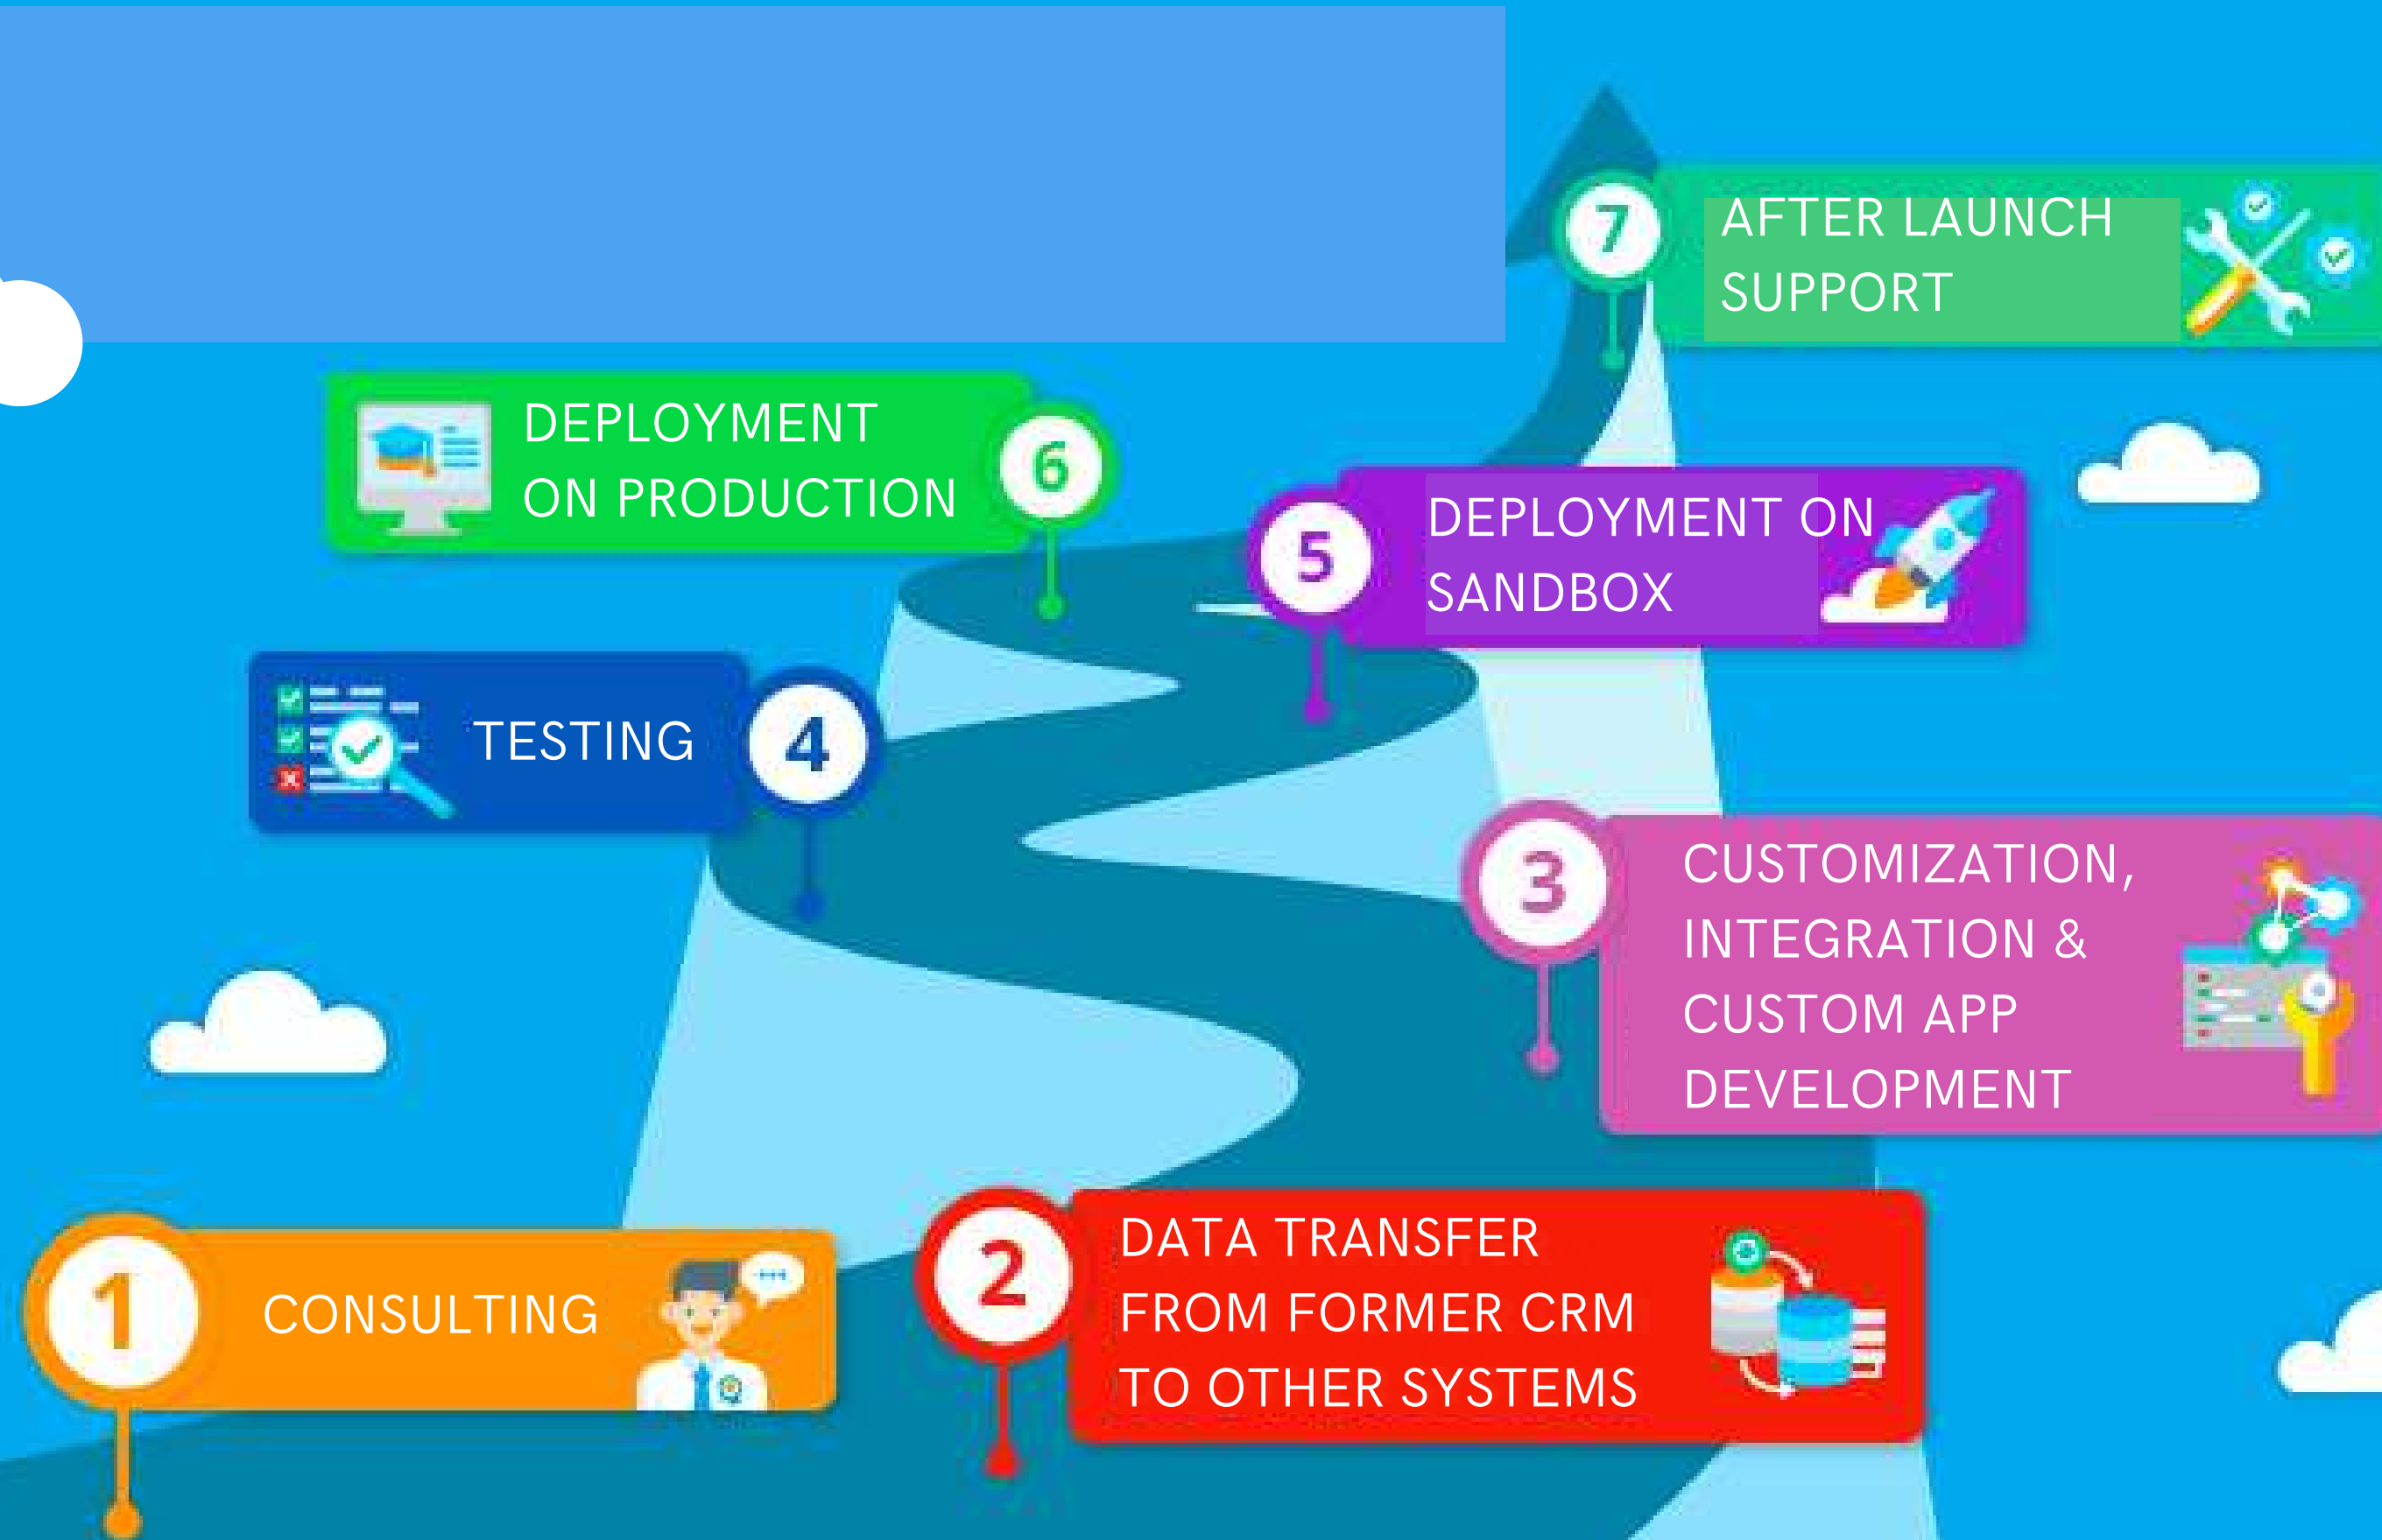 7
AFTER LAUNCH
SUPPORT
6
DEPLOYMENT
ON PRODUCTION
5
DEPLOYMENT ON
SANDBOX
4
TESTING
3
CUSTOMIZATION,
INTEGRATION &
CUSTOM APP
DEVELOPMENT
2
DATA TRANSFER
FROM FORMER CRM
TO OTHER SYSTEMS
1
CONSULTING